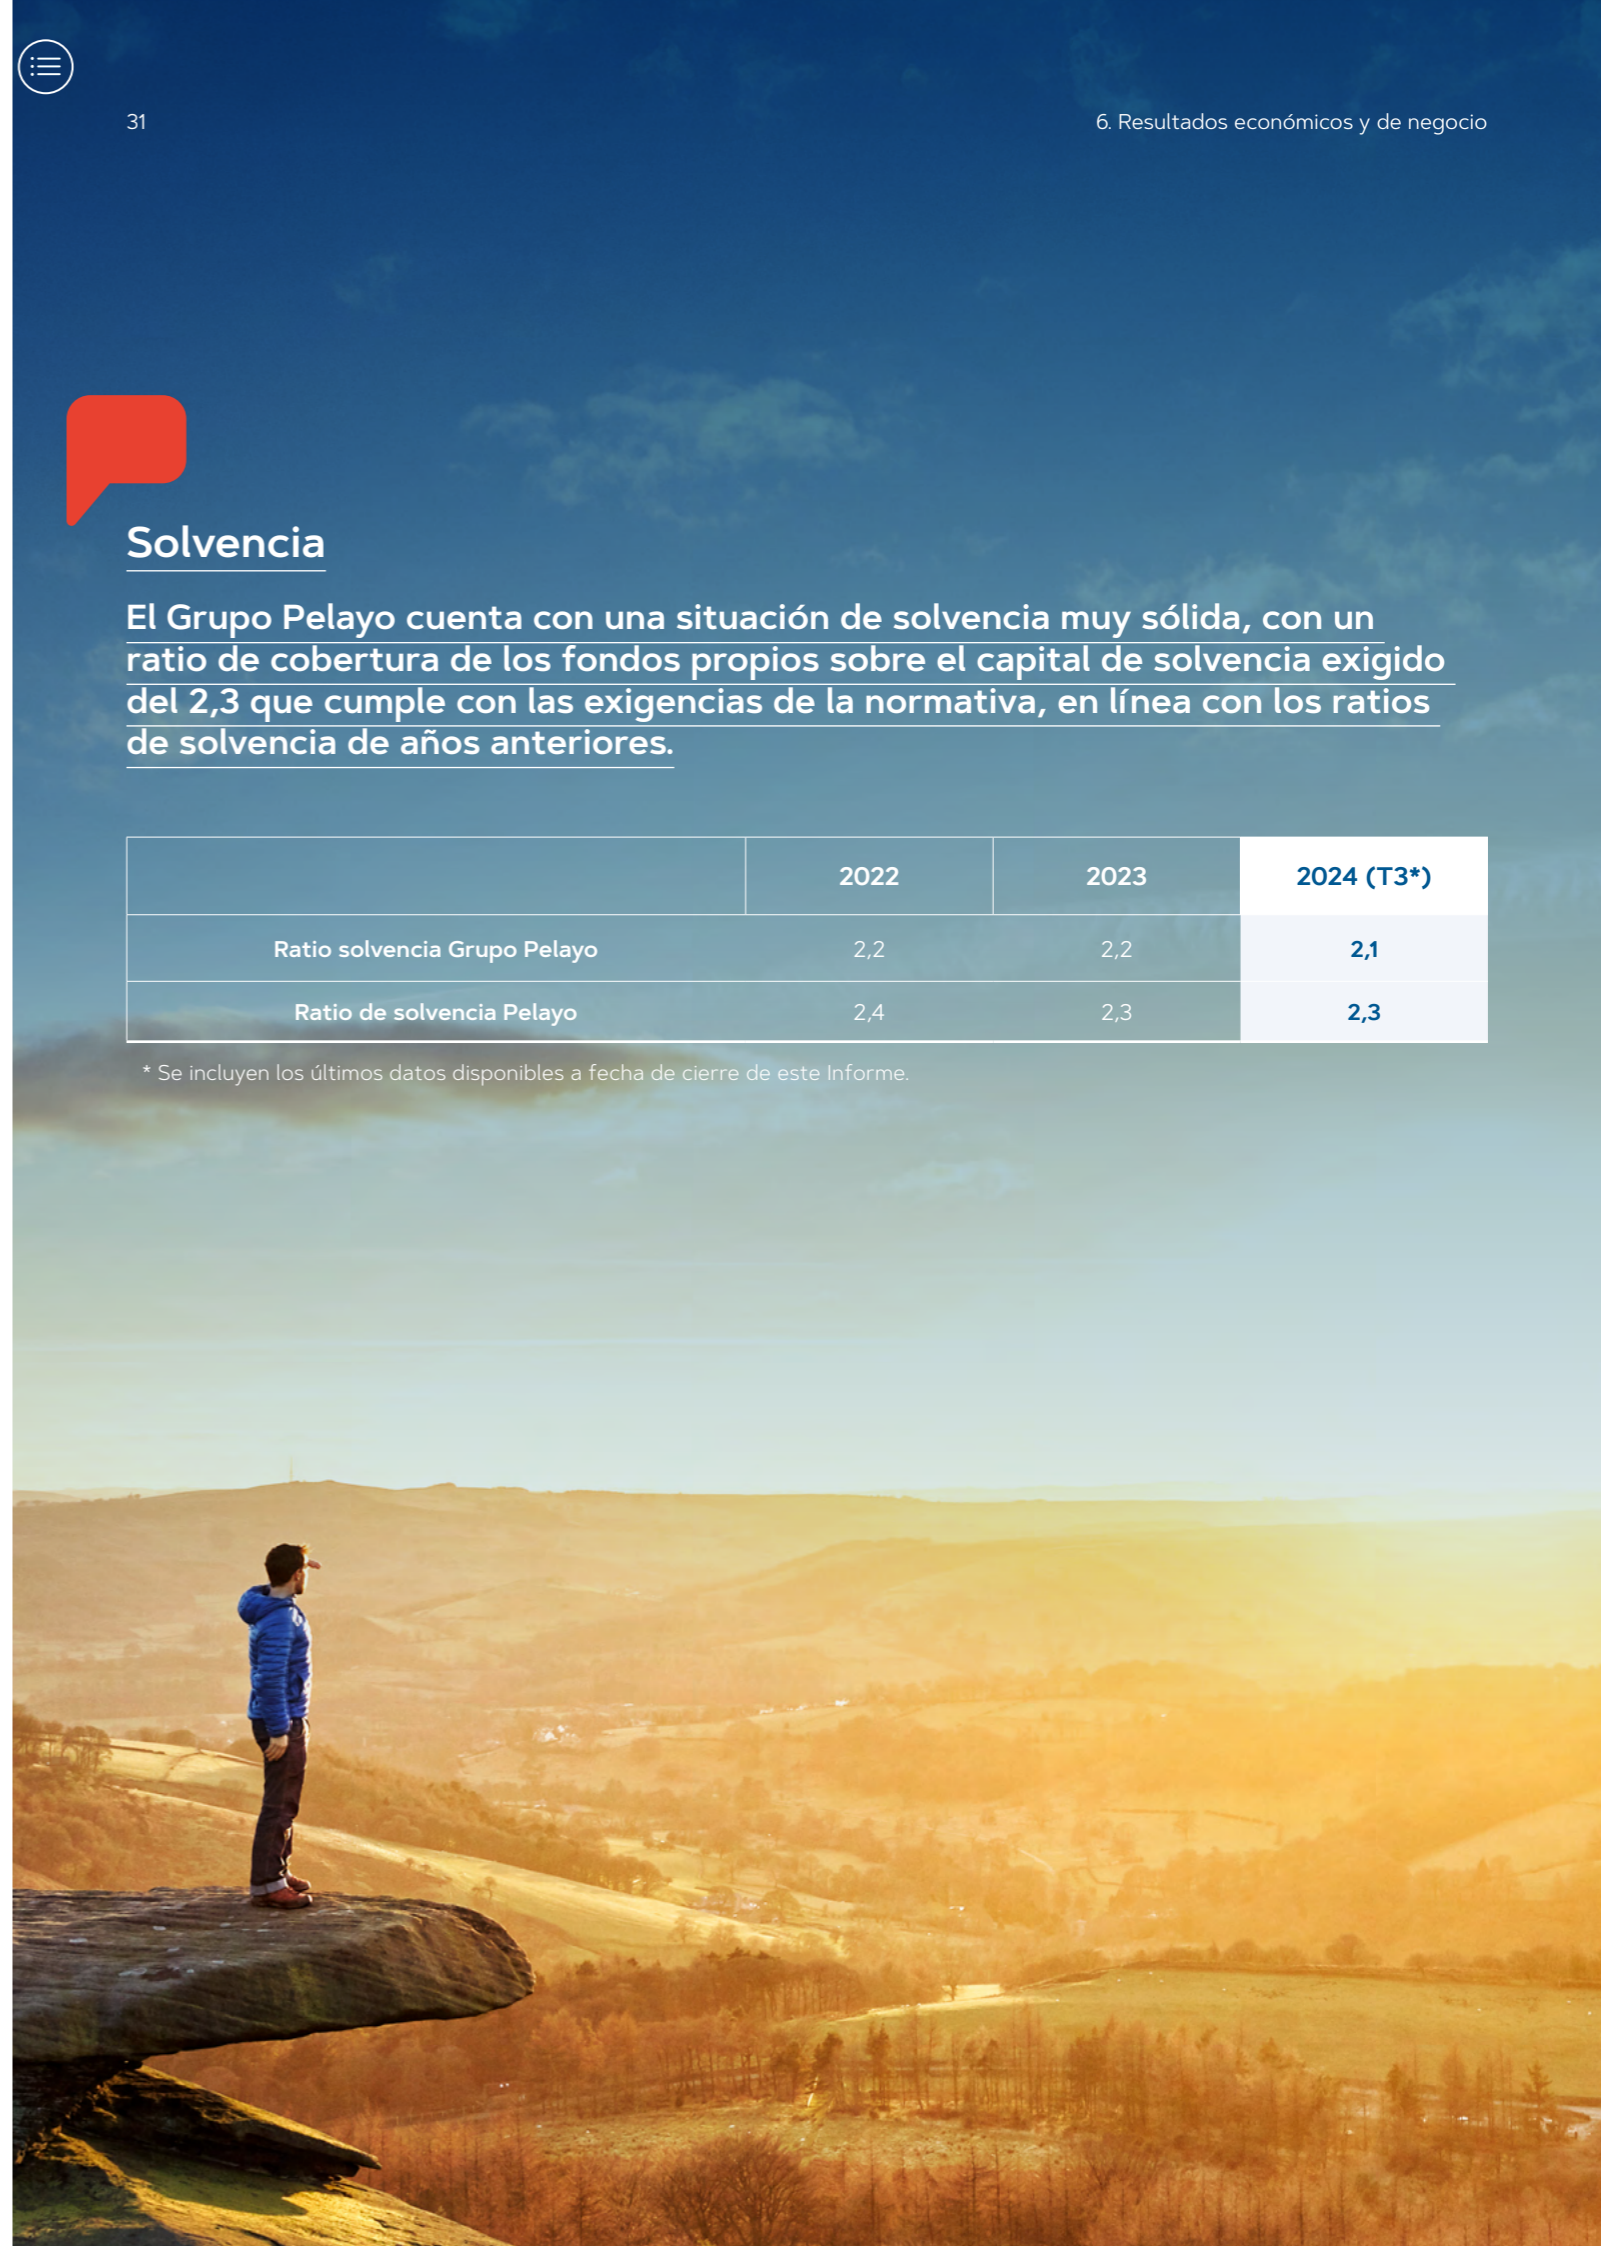 31
6. Resultados económicos y de negocio
Solvencia
El Grupo Pelayo cuenta con una situación de solvencia muy sólida, con un
ratio de cobertura de los fondos propios sobre el capital de solvencia exigido
del 2,3 que cumple con las exigencias de la normativa, en línea con los ratios
de solvencia de años anteriores.
2022 2023 2024 (T3*)
Ratio solvencia Grupo Pelayo 2,2 2,2 2,1
Ratio de solvencia Pelayo 2,4 2,3 2,3
* Se incluyen los últimos datos disponibles a fecha de cierre de este Informe.